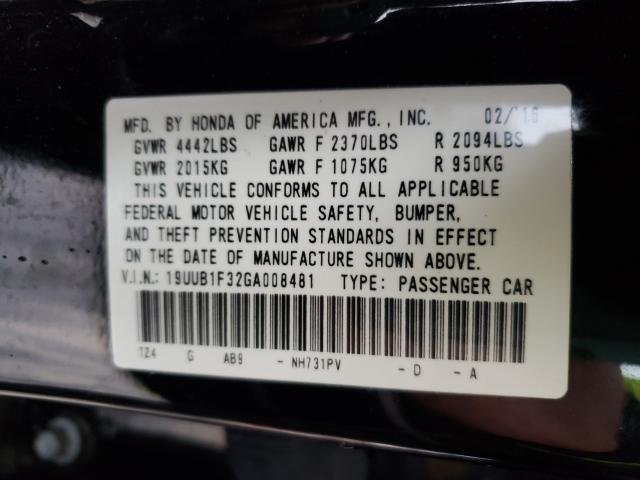 MFD. BY HONDA OF AMERICA MFG., INC. 02/'16
GVWR 4442LBS GAWR F 2370LBS R 2094LBS
GVWR 2015KG GAWR F 1075KG R 950KG
THIS VEHICLE CONFORMS TO ALL APPLICABLE
FEDERAL MOTOR VEHICLE SAFETY, BUMPER,
AND THEFT PREVENTION STANDARDS IN EFFECT
ON THE DATE OF MANUFACTURE SHOWN ABOVE.
V.I.N.: 19UUB1F32GA008481 TYPE: PASSENGER CAR
TZ4 G AB9 - NH731PV - D - A